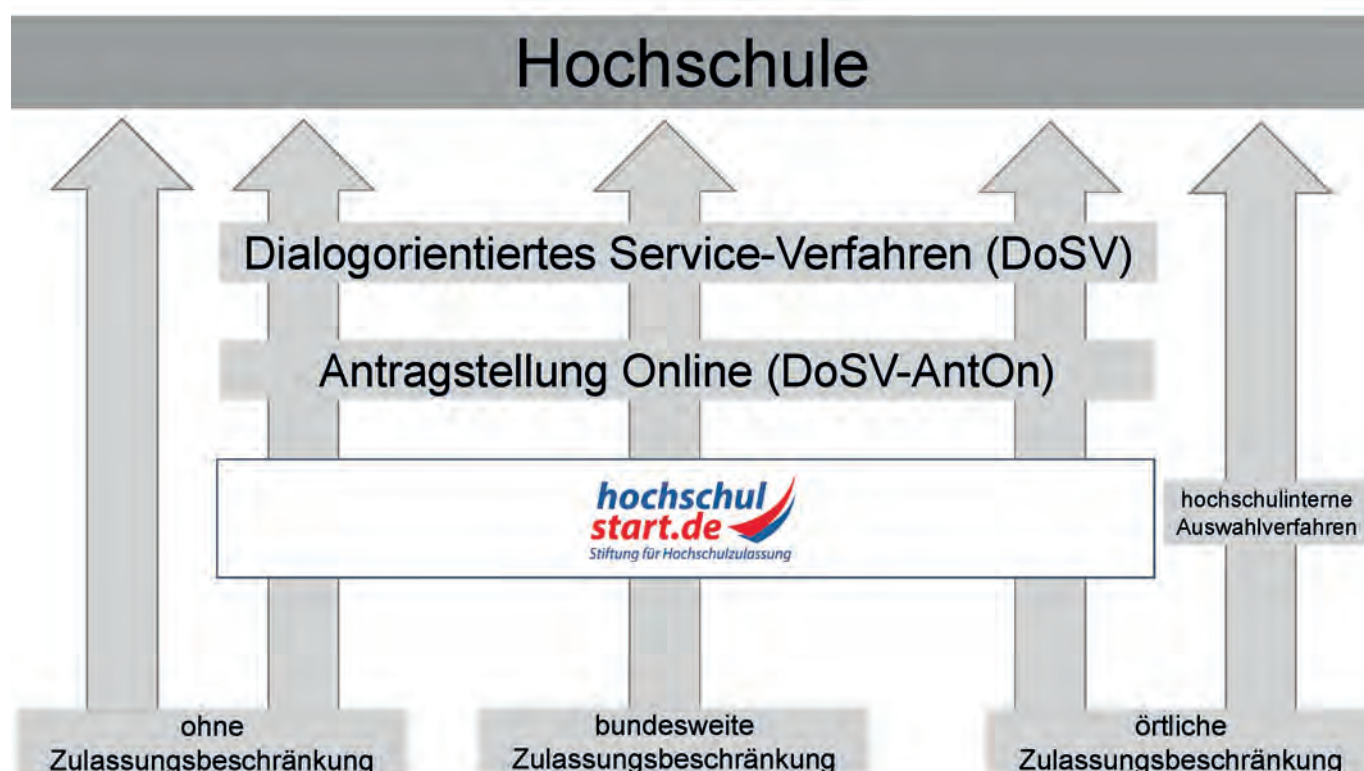 Hochschule
Dialogorientiertes Service-Verfahren (DoSV)
Antragstellung Online (DoSV-AntOn)
hochschul
start.de
Stiftung für Hochschulzulassung
hochschulinterne
Auswahlverfahren
ohne
Zulassungsbeschränkung
bundesweite
Zulassungsbeschränkung
örtliche
Zulassungsbeschränkung